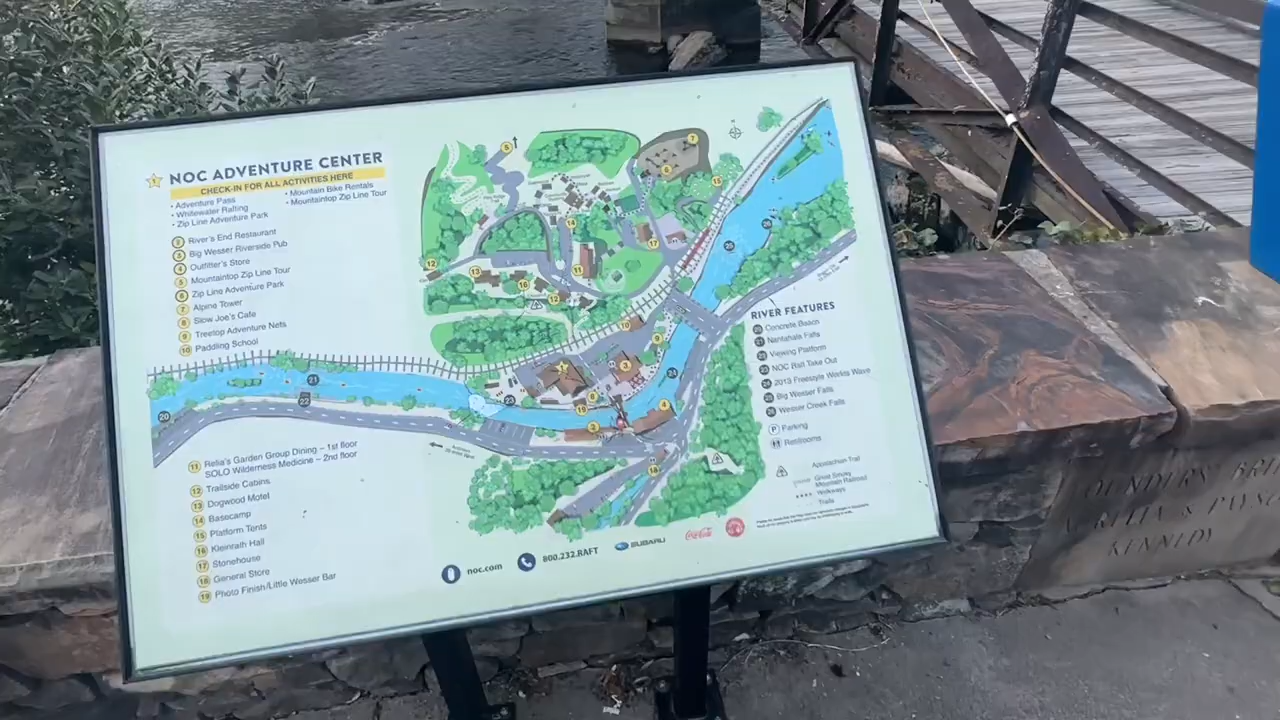 NOC ADVENTURE CENTER
CHECK-IN FOR ALL ACTIVITIES HERE
• Adventure Pass
• Whitewater Rafting
• Zip Line Adventure Park
• Mountain Bike Rentals
• Mountaintop Zip Line Tour
River's End Restaurant
Big Wesser Riverside Pub
4 Outfitter's Store
5 Mountaintop Zip Line Tour
6 Zip Line Adventure Park
7 Alpine Tower
8 Slow Joe's Cafe
9 Treetop Adventure Nets
10 Paddling School
11 Relia's Garden Group Dining – 1st floor
SOLO Wilderness Medicine – 2nd floor
12 Trailside Cabins
13 Dogwood Motel
14 Basecamp
15 Platform Tents
16 Kleinrath Hall
17 Stonehouse
18 General Store
19 Photo Finish/Little Wesser Bar
RIVER FEATURES
20 Concrete Beach
21 Nantahala Falls
22 Viewing Platform
23 NOC Raft Take Out
24 2013 Freestyle Worlds Wave
25 Big Wesser Falls
26 Wesser Creek Falls
P Parking
Restrooms
Appalachian Trail
Great Smoky
Mountain Railroad
Walkways
Trails
noc.com
800.232.RAFT
SUBARU
Coca-Cola
RELIA & PAYSON
KENNEDY